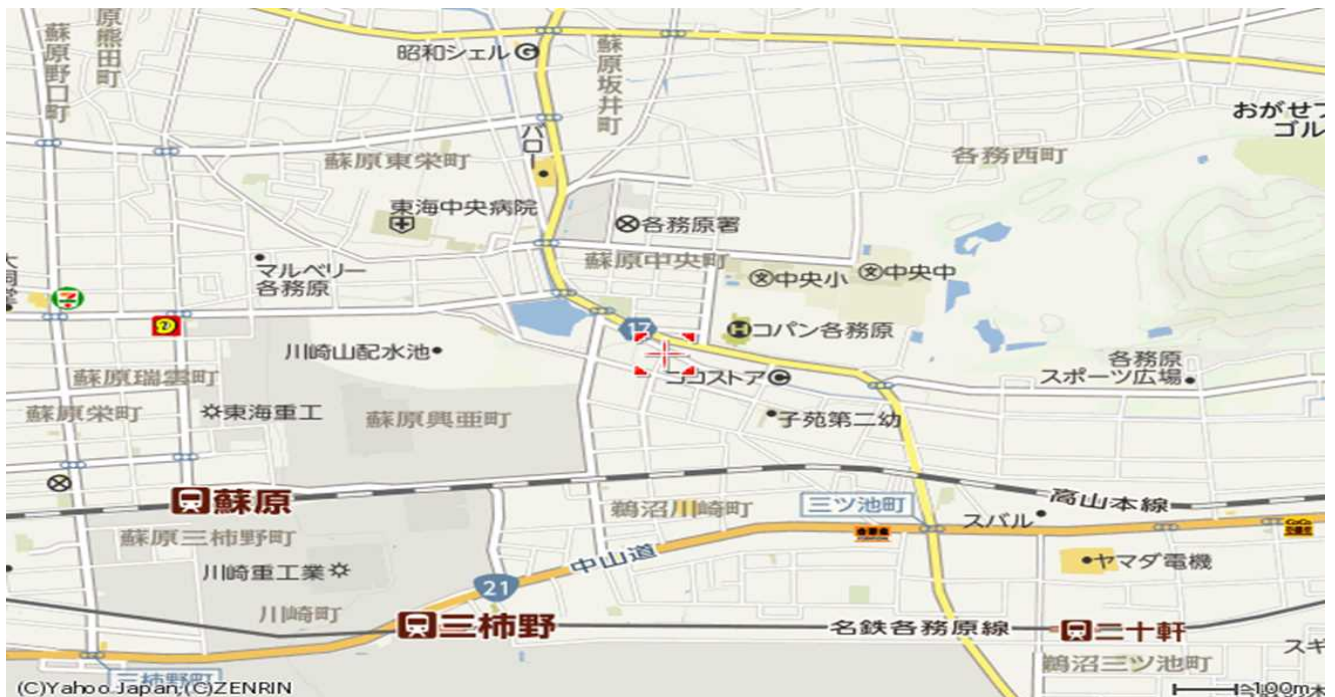 蘇原野口町
原熊田町
昭和シェル
蘇原坂井町
おがせ
ゴル
バロー
蘇原東栄町
各務西町
東海中央病院
各務原署
蘇原中央町
マルベリー
各務原
文中央小
文中央中
13
H コパン各務原
川崎山配水池
ココストア
各務原
スポーツ広場
蘇原瑞雲町
蘇原栄町
東海重工
蘇原興亜町
子苑第二幼
蘇原
鵜沼川崎町
三ツ池町
高山本線
スバル
蘇原三柿野町
中山道
川崎重工業
ヤマダ電機
21
川崎町
三柿野
名鉄各務原線
二十軒
スギ
三柿野町
鵜沼三ツ池町
(C)Yahoo Japan,(C)ZENRIN
100m